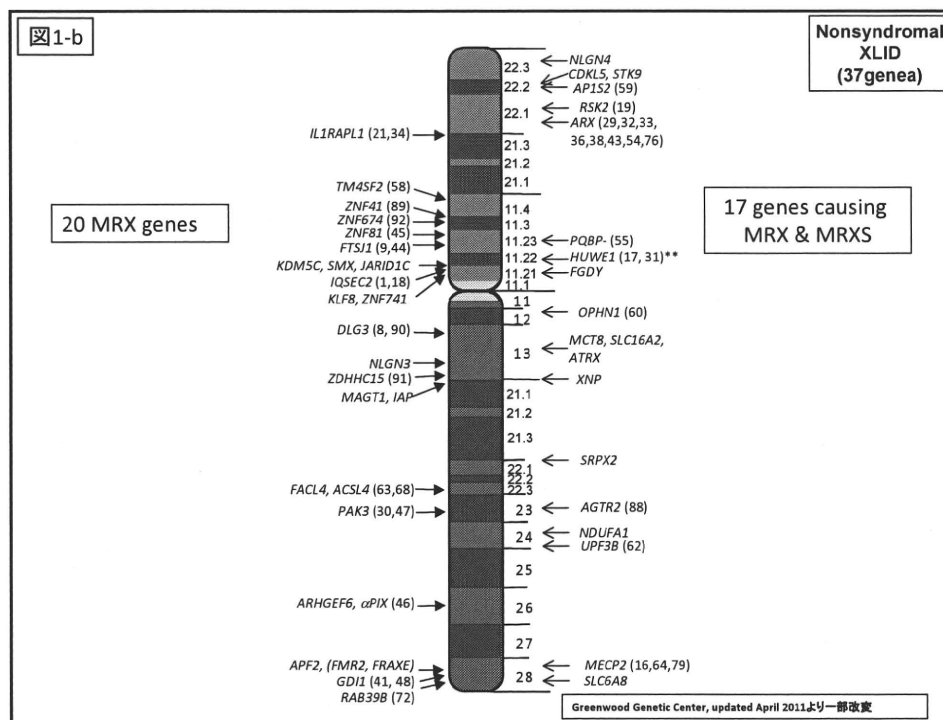 図1-b
Nonsyndromal
XLID
(37genea)
20 MRX genes
17 genes causing
MRX & MRXS
IL1RAPL1 (21,34)
TM4SF2 (58)
ZNF41 (89)
ZNF674 (92)
ZNF81 (45)
FTSJ1 (9,44)
KDM5C, SMX, JARID1C
IQSEC2 (1,18)
KLF8, ZNF741
DLG3 (8, 90)
NLGN3
ZDHHC15 (91)
MAGT1, IAP
FACL4, ACSL4 (63,68)
PAK3 (30,47)
ARHGEF6, αPIX (46)
APF2, (FMR2, FRAXE)
GDI1 (41, 48)
RAB39B (72)
22.3
22.2
22.1
21.3
21.2
21.1
11.4
11.3
11.23
11.22
11.21
11.1
11
12
13
21.1
21.2
21.3
22.1
22.2
22.3
23
24
25
26
27
28
NLGN4
CDKL5, STK9
AP1S2 (59)
RSK2 (19)
ARX (29,32,33,
36,38,43,54,76)
PQBP- (55)
HUWE1 (17, 31)**
FGDY
OPHN1 (60)
MCT8, SLC16A2,
ATRX
XNP
SRPX2
AGTR2 (88)
NDUFA1
UPF3B (62)
MECP2 (16,64,79)
SLC6A8
Greenwood Genetic Center, updated April 2011より一部改変